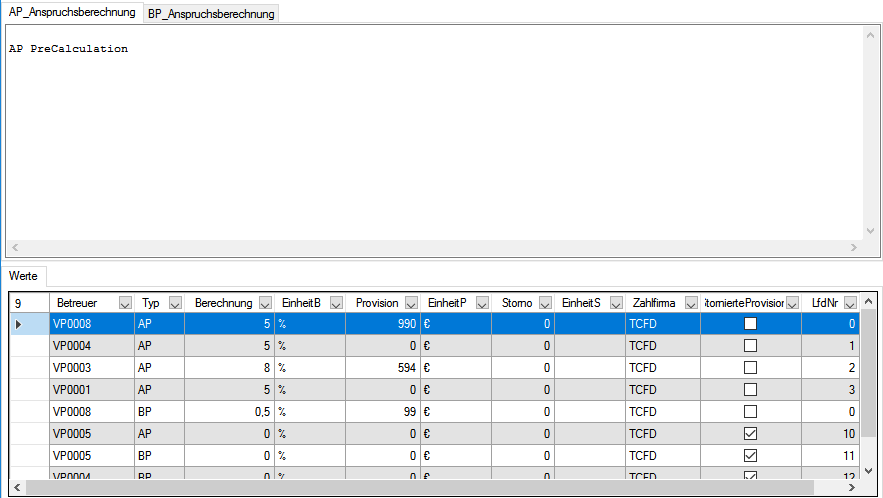 AP_Anspruchsberechnung BP_Anspruchsberechnung
AP PreCalculation
Werte
9 Betreuer Typ Berechnung EinheitB Provision EinheitP Storno EinheitS Zahlfirma tornierteProvision LfdNr
VP0008 AP 5 % 990 € 0 TCFD 0
VP0004 AP 5 % 0 € 0 TCFD 1
VP0003 AP 8 % 594 € 0 TCFD 2
VP0001 AP 5 % 0 € 0 TCFD 3
VP0008 BP 0,5 % 99 € 0 TCFD 0
VP0005 AP 0 % 0 € 0 TCFD 10
VP0005 BP 0 % 0 € 0 TCFD 11
VP0004 BP 0 % 0 € 0 TCFD 12